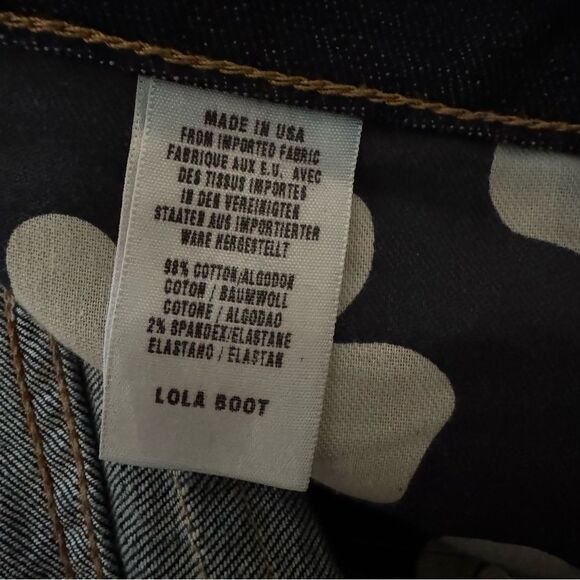 MADE IN USA
FROM IMPORTED FABRIC
FABRIQUE AUX E.U. AVEC
DES TISSUS IMPORTES
IN DEN VEREINIGTEN
STAATEN AUS IMPORTIERTER
WARE HERGESTELLT
98% COTTON/ALGODON
COTON / BAUMWOLL
COTONE / ALGODAO
2% SPANDEX/ELASTANE
ELASTANO / ELASTAN
LOLA BOOT